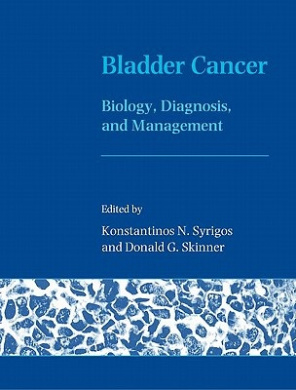 Bladder Cancer
Biology, Diagnosis,
and Management
Edited by
Konstantinos N. Syrigos
and Donald G. Skinner